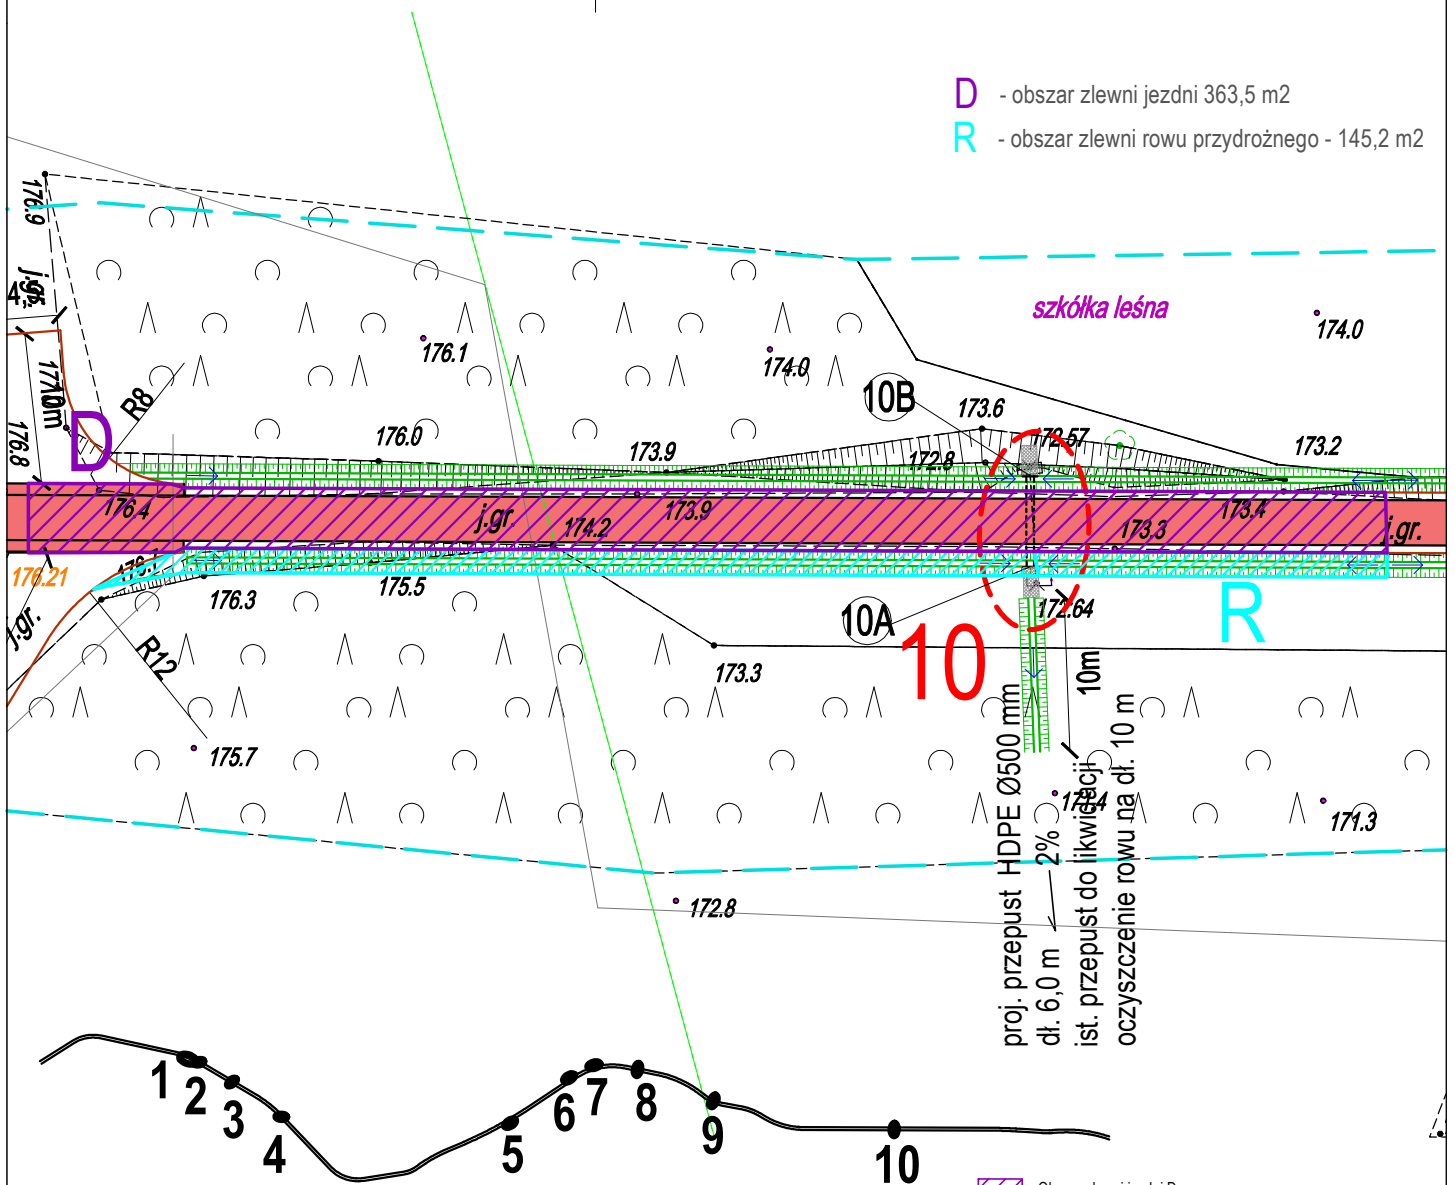 D - obszar zlewni jezdni 363,5 m2
R - obszar zlewni rowu przydrożnego - 145,2 m2
176.9
j.gr.
szkółka leśna
174.0
176.1
174.0
R8
10B
173.6
D
176.8
176.0
173.9
172.8
172.57
173.2
176.4
j.gr.
174.2
173.9
173.3
173.4
j.gr.
176.21
176.3
175.5
10A
172.64
R
10
j.gr.
R12
173.3
10m
175.7
171.3
172.8
proj. przepust HDPE Ø500 mm
dł. 6,0 m 2%
ist. przepust do likwidacji
oczyszczenie rowu na dł. 10 m
1
2
3
4
5
6
7
8
9
10